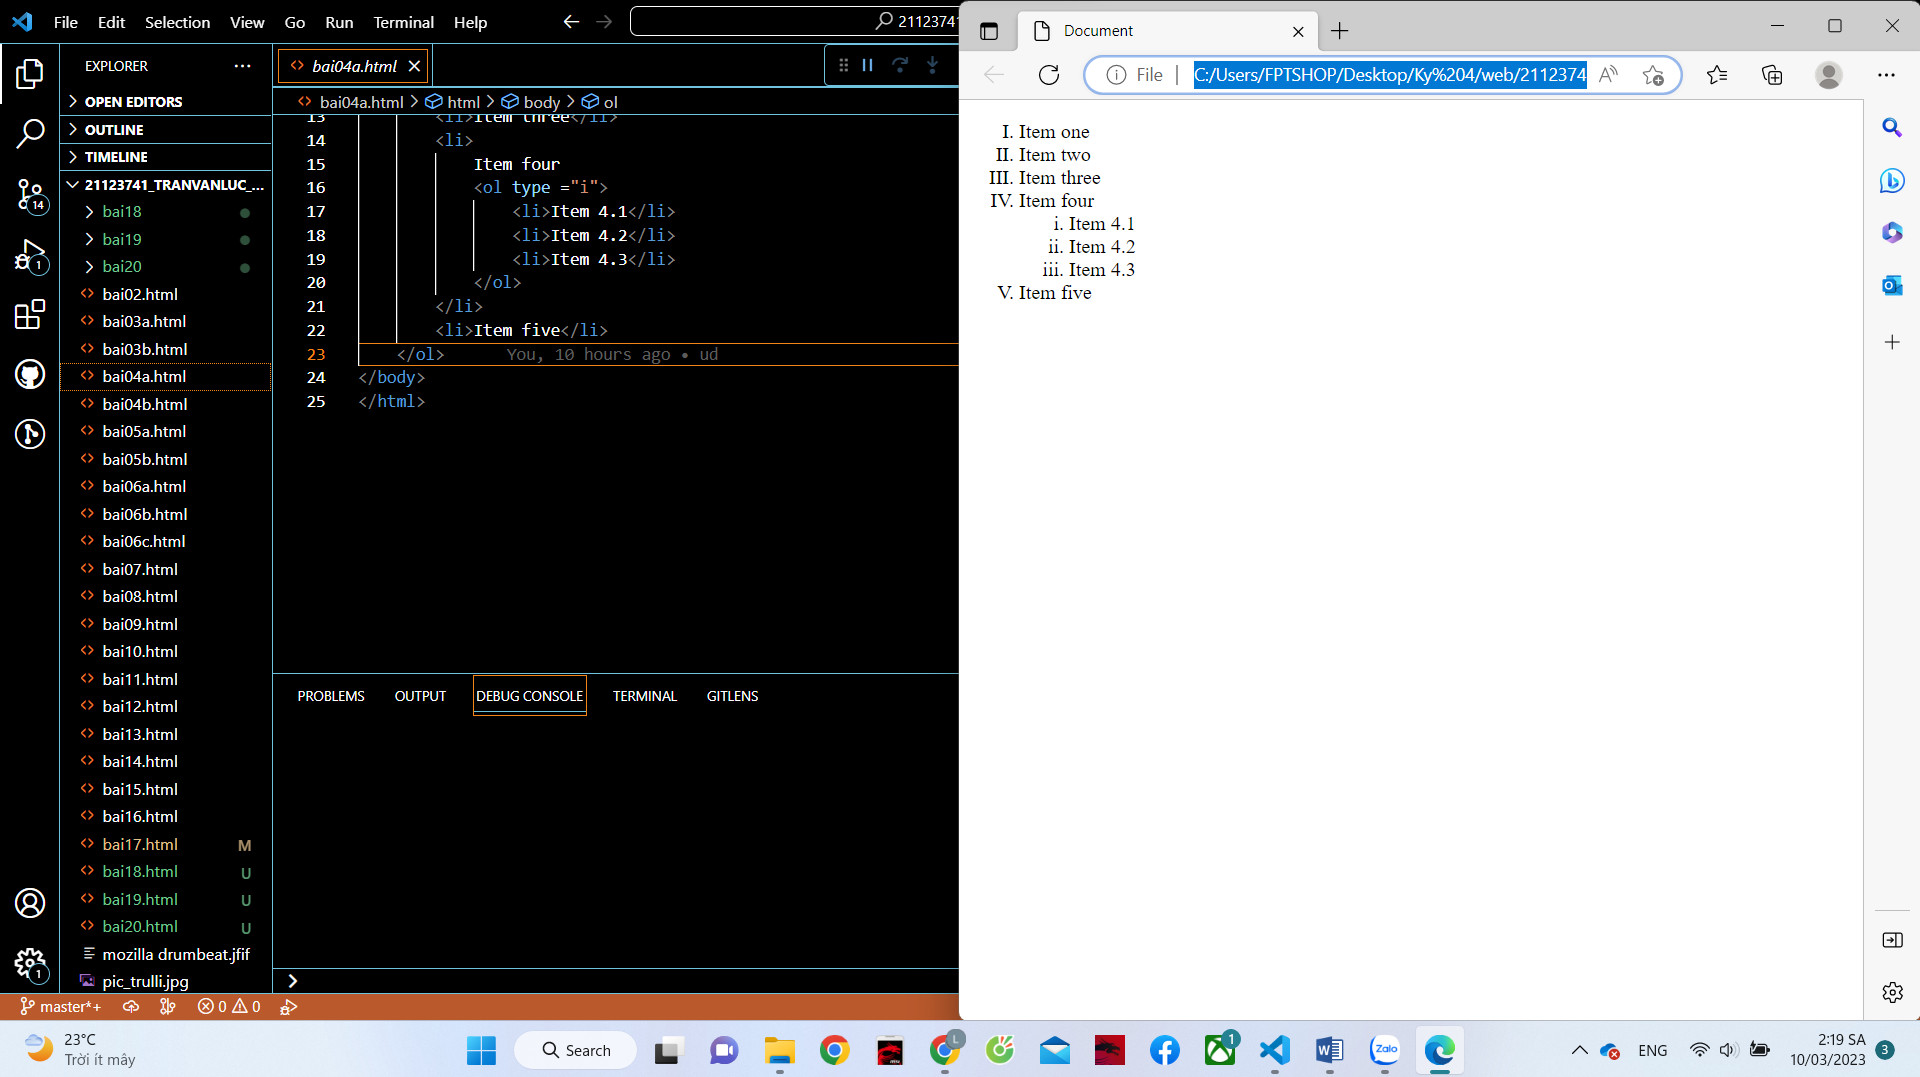 File Edit Selection View Go Run Terminal Help
21123741
EXPLORER
OPEN EDITORS
OUTLINE
TIMELINE
21123741_TRANVANLUC_...
bai18
bai19
bai20
bai02.html
bai03a.html
bai03b.html
bai04a.html
bai04b.html
bai05a.html
bai05b.html
bai06a.html
bai06b.html
bai06c.html
bai07.html
bai08.html
bai09.html
bai10.html
bai11.html
bai12.html
bai13.html
bai14.html
bai15.html
bai16.html
bai17.html M
bai18.html U
bai19.html U
bai20.html U
mozilla drumbeat.jfif
pic_trulli.jpg
14
1
1
bai04a.html
bai04a.html > html > body > ol
13 <li>Item three</li>
14 <li>
15 Item four
16 <ol type ="i">
17 <li>Item 4.1</li>
18 <li>Item 4.2</li>
19 <li>Item 4.3</li>
20 </ol>
21 </li>
22 <li>Item five</li>
23 </ol> You, 10 hours ago • ud
24 </body>
25 </html>
PROBLEMS OUTPUT DEBUG CONSOLE TERMINAL GITLENS
master*+ 0 0
Document
File C:/Users/FPTSHOP/Desktop/Ky%204/web/2112374
I. Item one
II. Item two
III. Item three
IV. Item four
i. Item 4.1
ii. Item 4.2
iii. Item 4.3
V. Item five
23°C
Trời ít mây
Search
L
1
Zalo
ENG
2:19 SA
10/03/2023
3